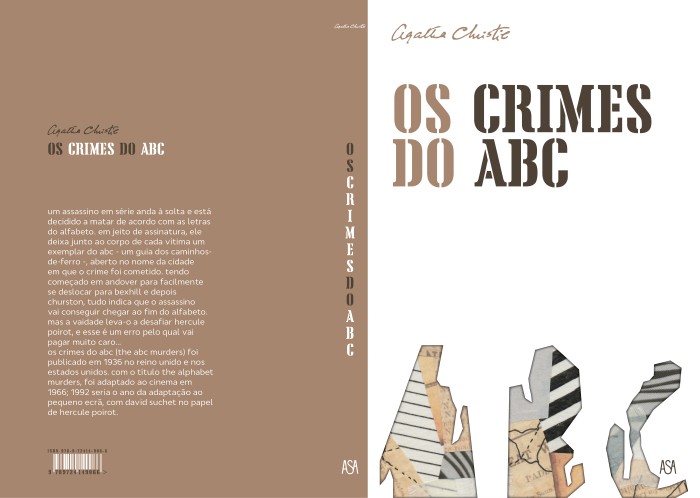 Agatha Christie
OS CRIMES DO ABC
um assassino em série anda à solta e está
decidido a matar de acordo com as letras
do alfabeto. em jeito de assinatura, ele
deixa junto ao corpo de cada vítima um
exemplar do abc - um guia dos caminhos-
de-ferro -, aberto no nome da cidade
em que o crime foi cometido. tendo
começado em andover para facilmente
se deslocar para bexhill e depois
churston, tudo indica que o assassino
vai conseguir chegar ao fim do alfabeto.
mas a vaidade leva-o a desafiar hercule
poirot, e esse é um erro pelo qual vai
pagar muito caro...
os crimes do abc (the abc murders) foi
publicado em 1936 no reino unido e nos
estados unidos. com o título the alphabet
murders, foi adaptado ao cinema em
1966; 1992 seria o ano da adaptação ao
pequeno ecrã, com david suchet no papel
de hercule poirot.
Agatha Christie
OS CRIMES DO ABC
ASA
Agatha Christie
OS CRIMES
DO ABC
ABC
ASA